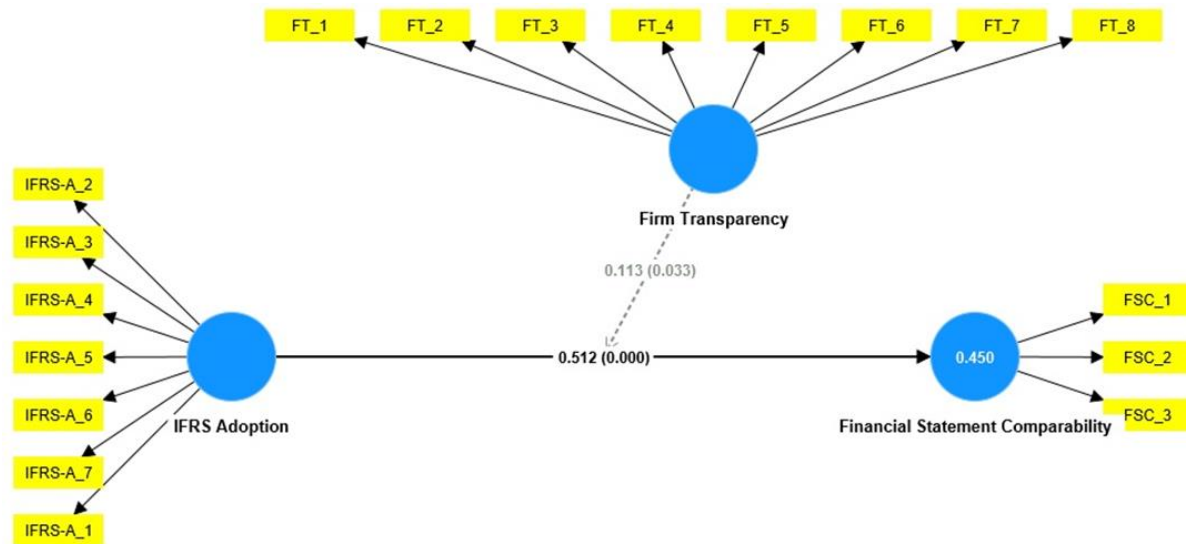 FT_1
FT_2
FT_3
FT_4
FT_5
FT_6
FT_7
FT_8
Firm Transparency
0.113 (0.033)
IFRS-A_2
IFRS-A_3
IFRS-A_4
IFRS-A_5
IFRS-A_6
IFRS-A_7
IFRS-A_1
IFRS Adoption
0.512 (0.000)
0.450
Financial Statement Comparability
FSC_1
FSC_2
FSC_3